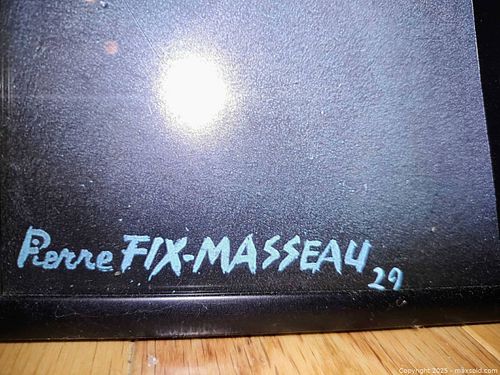 Pierre FIX-MASSEAU 29
Copyright 2025 - maxsold.com